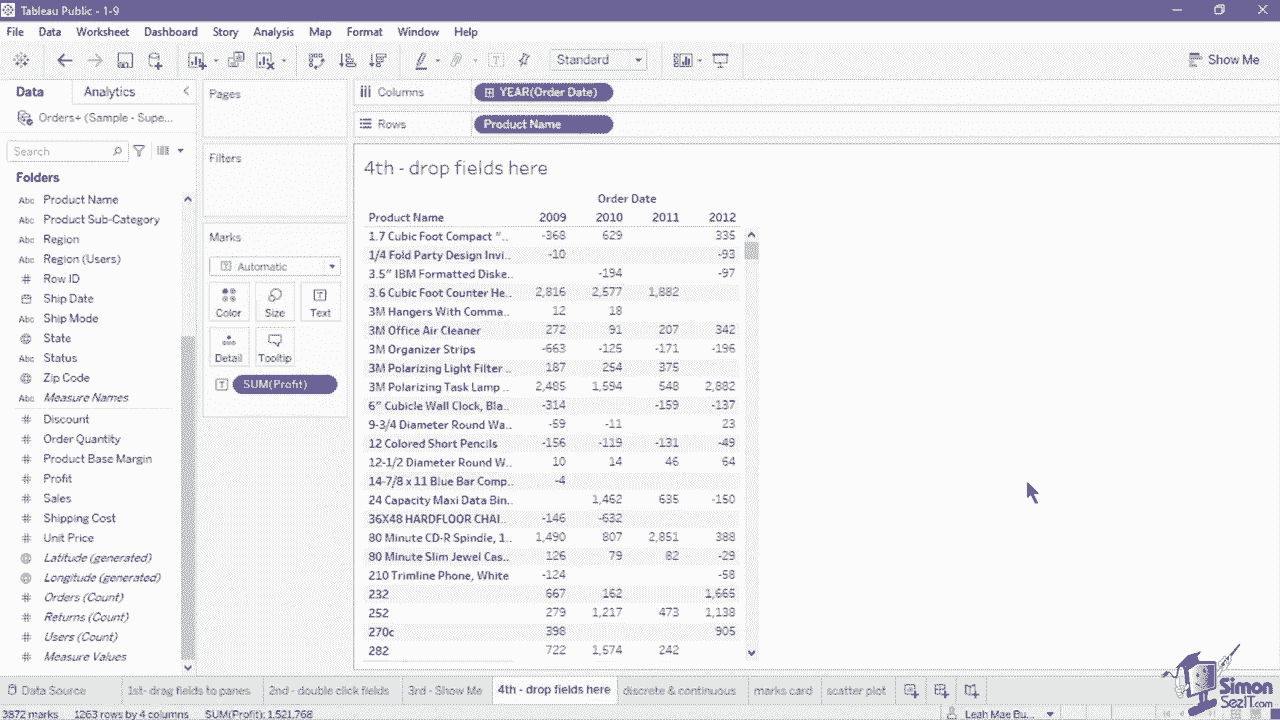 Tableau Public - 1-9
File Data Worksheet Dashboard Story Analysis Map Format Window Help
Standard
Show Me
Data Analytics
Orders+ (Sample - Supe...
Search
Folders
Product Name
Product Sub-Category
Region
Region (Users)
Row ID
Ship Date
Ship Mode
State
Status
Zip Code
Measure Names
Discount
Order Quantity
Product Base Margin
Profit
Sales
Shipping Cost
Unit Price
Latitude (generated)
Longitude (generated)
Orders (Count)
Returns (Count)
Users (Count)
Measure Values
Pages
Filters
Marks
Automatic
Color Size Text
Detail Tooltip
SUM(Profit)
Columns YEAR(Order Date)
Rows Product Name
4th - drop fields here
Order Date
Product Name 2009 2010 2011 2012
1.7 Cubic Foot Compact ".. -368 629 335
1/4 Fold Party Design Invi.. -10 -93
3.5" IBM Formatted Diske.. -194 -97
3.6 Cubic Foot Counter He.. 2,816 2,577 1,882
3M Hangers With Comma.. 12 18
3M Office Air Cleaner 272 91 207 342
3M Organizer Strips -663 -125 -171 -196
3M Polarizing Light Filter .. 187 254 375
3M Polarizing Task Lamp .. 2,485 1,594 548 2,882
6" Cubicle Wall Clock, Bla.. -314 -159 -137
9-3/4 Diameter Round Wa.. -59 -11 23
12 Colored Short Pencils -156 -119 -131 -49
12-1/2 Diameter Round W.. 10 14 46 64
14-7/8 x 11 Blue Bar Comp.. -4
24 Capacity Maxi Data Bin.. 1,462 635 -150
36X48 HARDFLOOR CHAI.. -146 -632
80 Minute CD-R Spindle, 1.. 1,490 807 2,851 388
80 Minute Slim Jewel Cas.. 126 79 82 -29
210 Trimline Phone, White -124 -58
232 667 162 1,665
252 279 1,217 473 1,138
270c 398 905
282 722 1,574 242
Data Source 1st- drag fields to panes 2nd - double click fields 3rd - Show Me 4th - drop fields here discrete & continuous marks card scatter plot
3872 marks 1263 rows by 4 columns SUM(Profit): 1,521,768 Leah Mae Bu...
Simon
SezIT.com